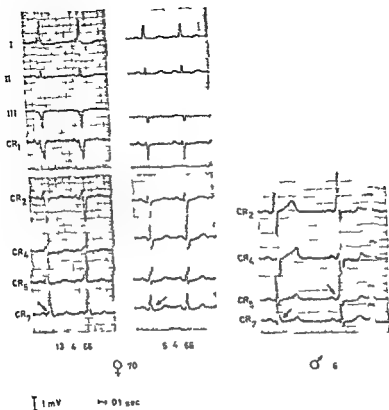 I
II
III
CR1
CR2
CR4
CR5
CR7
13 4 66
5 4 66
♀ 70
CR2
CR4
CR5
CR7
♂ 6
1 mV
0.1 sec